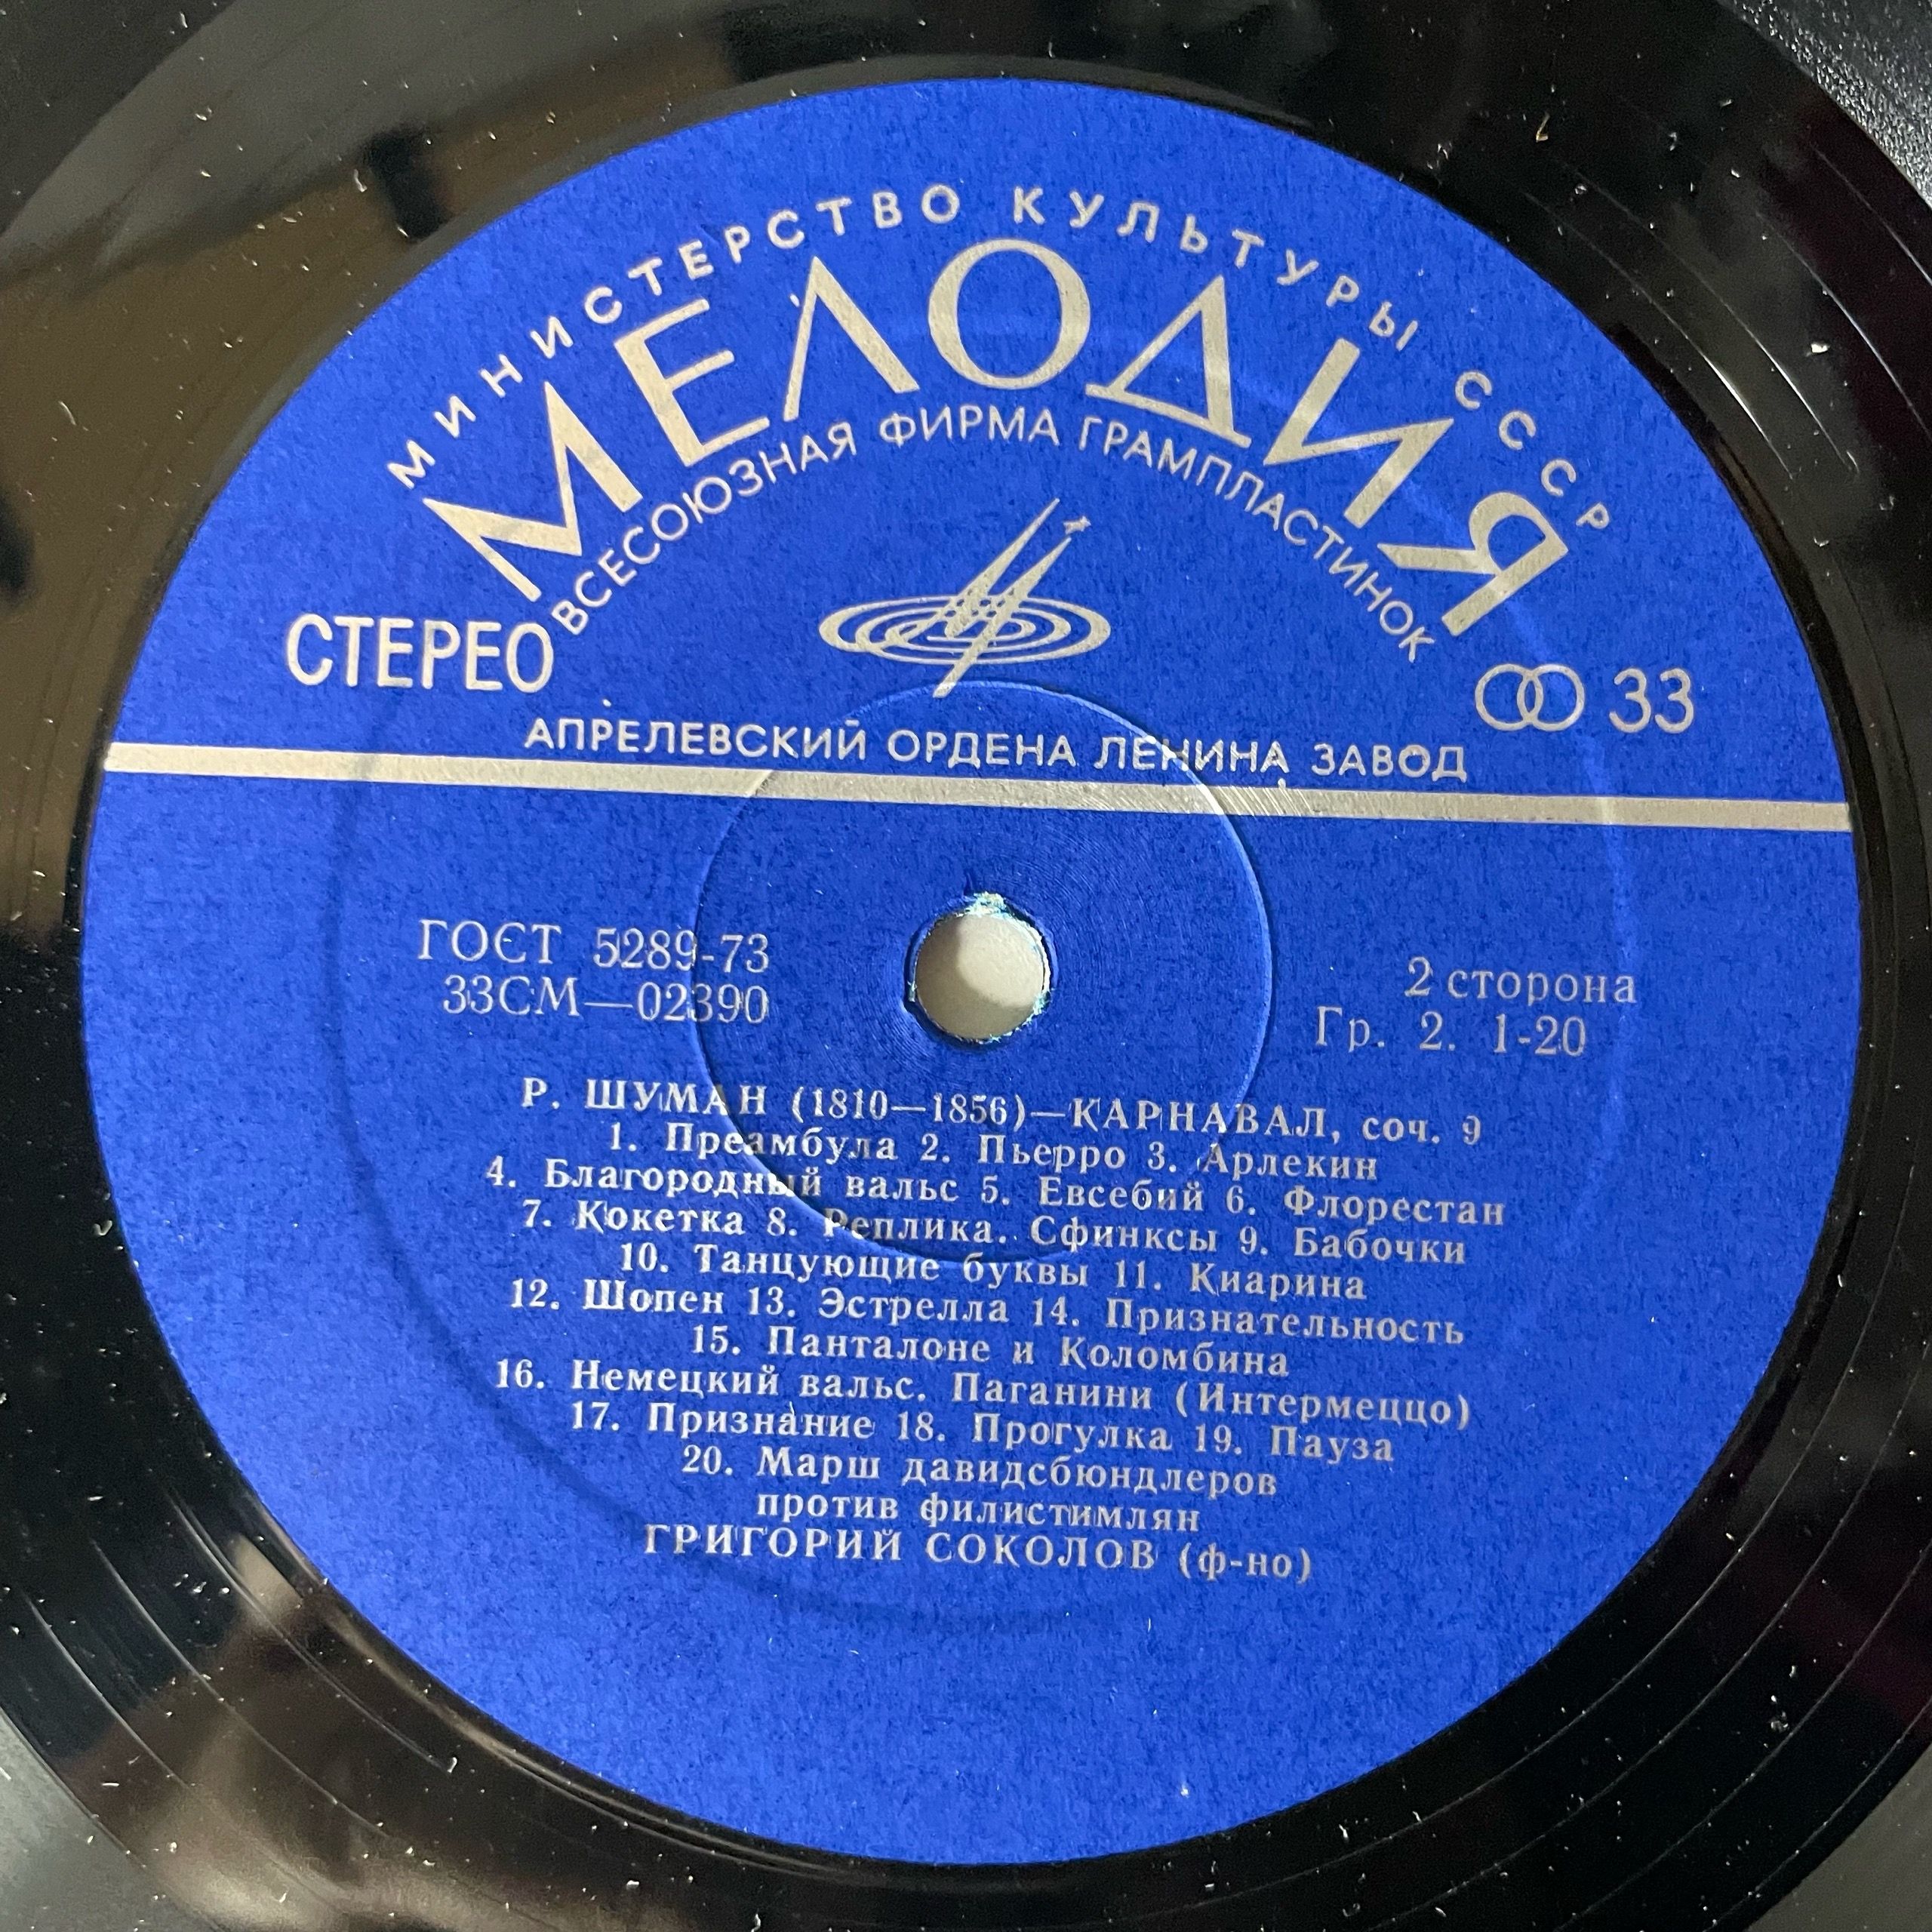 МИНИСТЕРСТВО КУЛЬТУРЫ СССР
МЕЛОДИЯ
ВСЕСОЮЗНАЯ ФИРМА ГРАМПЛАСТИНОК
СТЕРЕО
33
АПРЕЛЕВСКИЙ ОРДЕНА ЛЕНИНА ЗАВОД
ГОСТ 5289-73
33СМ—02390
2 сторона
Гр. 2. 1-20
Р. ШУМАН (1810—1856)—КАРНАВАЛ, соч. 9
1. Преамбула 2. Пьерро 3. Арлекин
4. Благородный вальс 5. Евсебий 6. Флорестан
7. Кокетка 8. Реплика. Сфинксы 9. Бабочки
10. Танцующие буквы 11. Киарина
12. Шопен 13. Эстрелла 14. Признательность
15. Панталоне и Коломбина
16. Немецкий вальс. Паганини (Интермеццо)
17. Признание 18. Прогулка 19. Пауза
20. Марш давидсбюндлеров
против филистимлян
ГРИГОРИЙ СОКОЛОВ (ф-но)